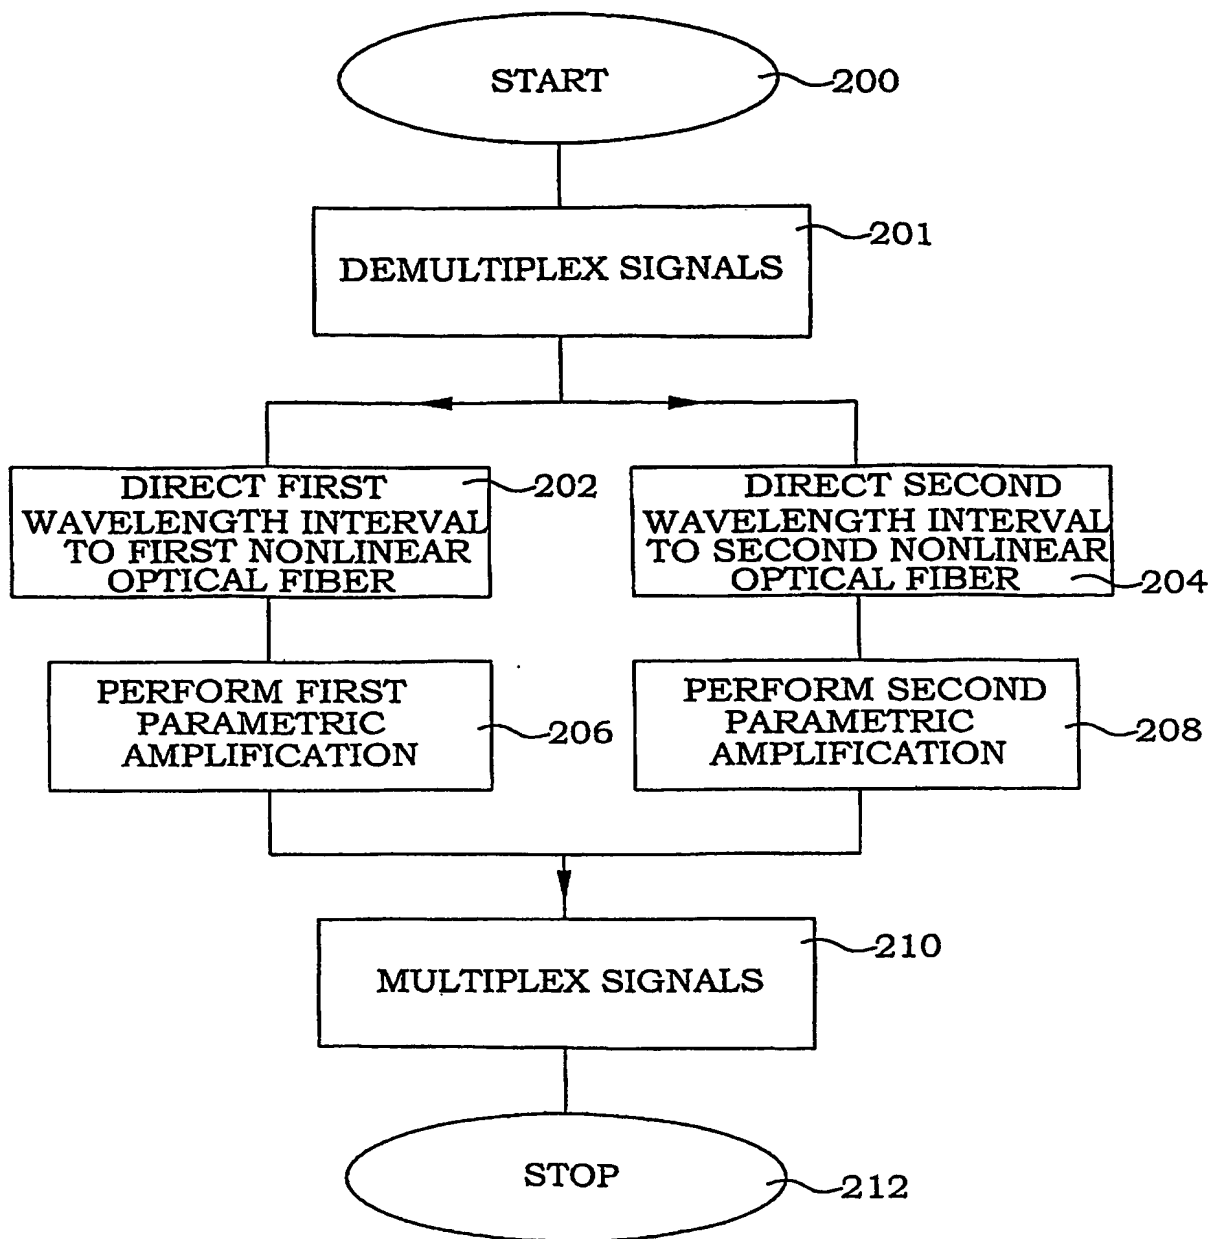 START
200
DEMULTIPLEX SIGNALS
201
DIRECT FIRST
WAVELENGTH INTERVAL
TO FIRST NONLINEAR
OPTICAL FIBER
202
DIRECT SECOND
WAVELENGTH INTERVAL
TO SECOND NONLINEAR
OPTICAL FIBER
204
PERFORM FIRST
PARAMETRIC
AMPLIFICATION
206
PERFORM SECOND
PARAMETRIC
AMPLIFICATION
208
MULTIPLEX SIGNALS
210
STOP
212